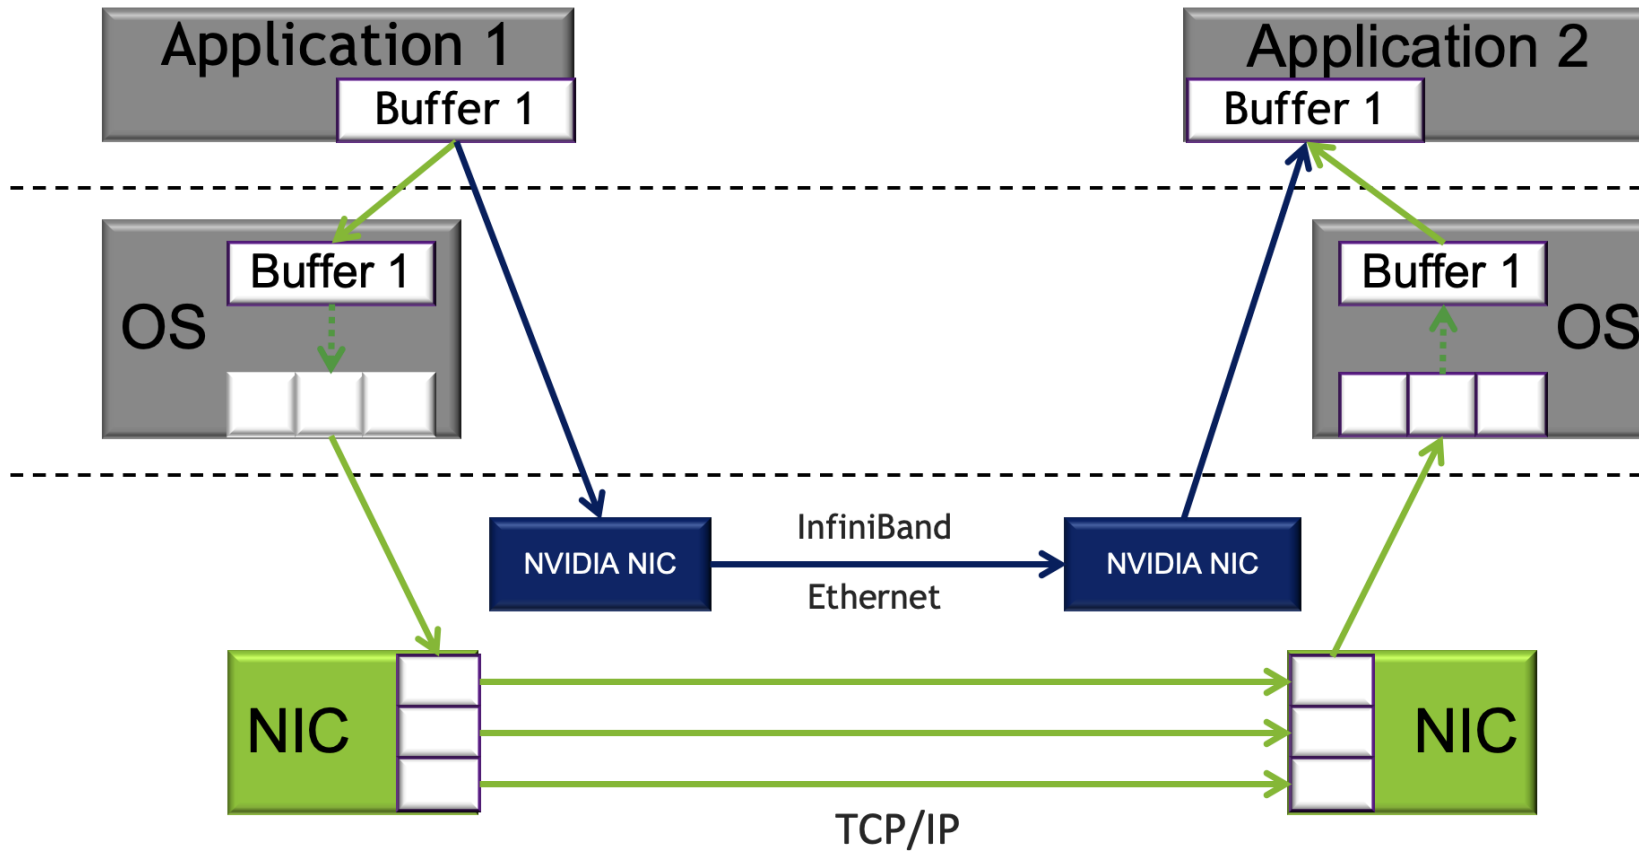 Application 1
Buffer 1
Application 2
Buffer 1
OS
Buffer 1
Buffer 1
OS
NVIDIA NIC
InfiniBand
Ethernet
NVIDIA NIC
NIC
TCP/IP
NIC